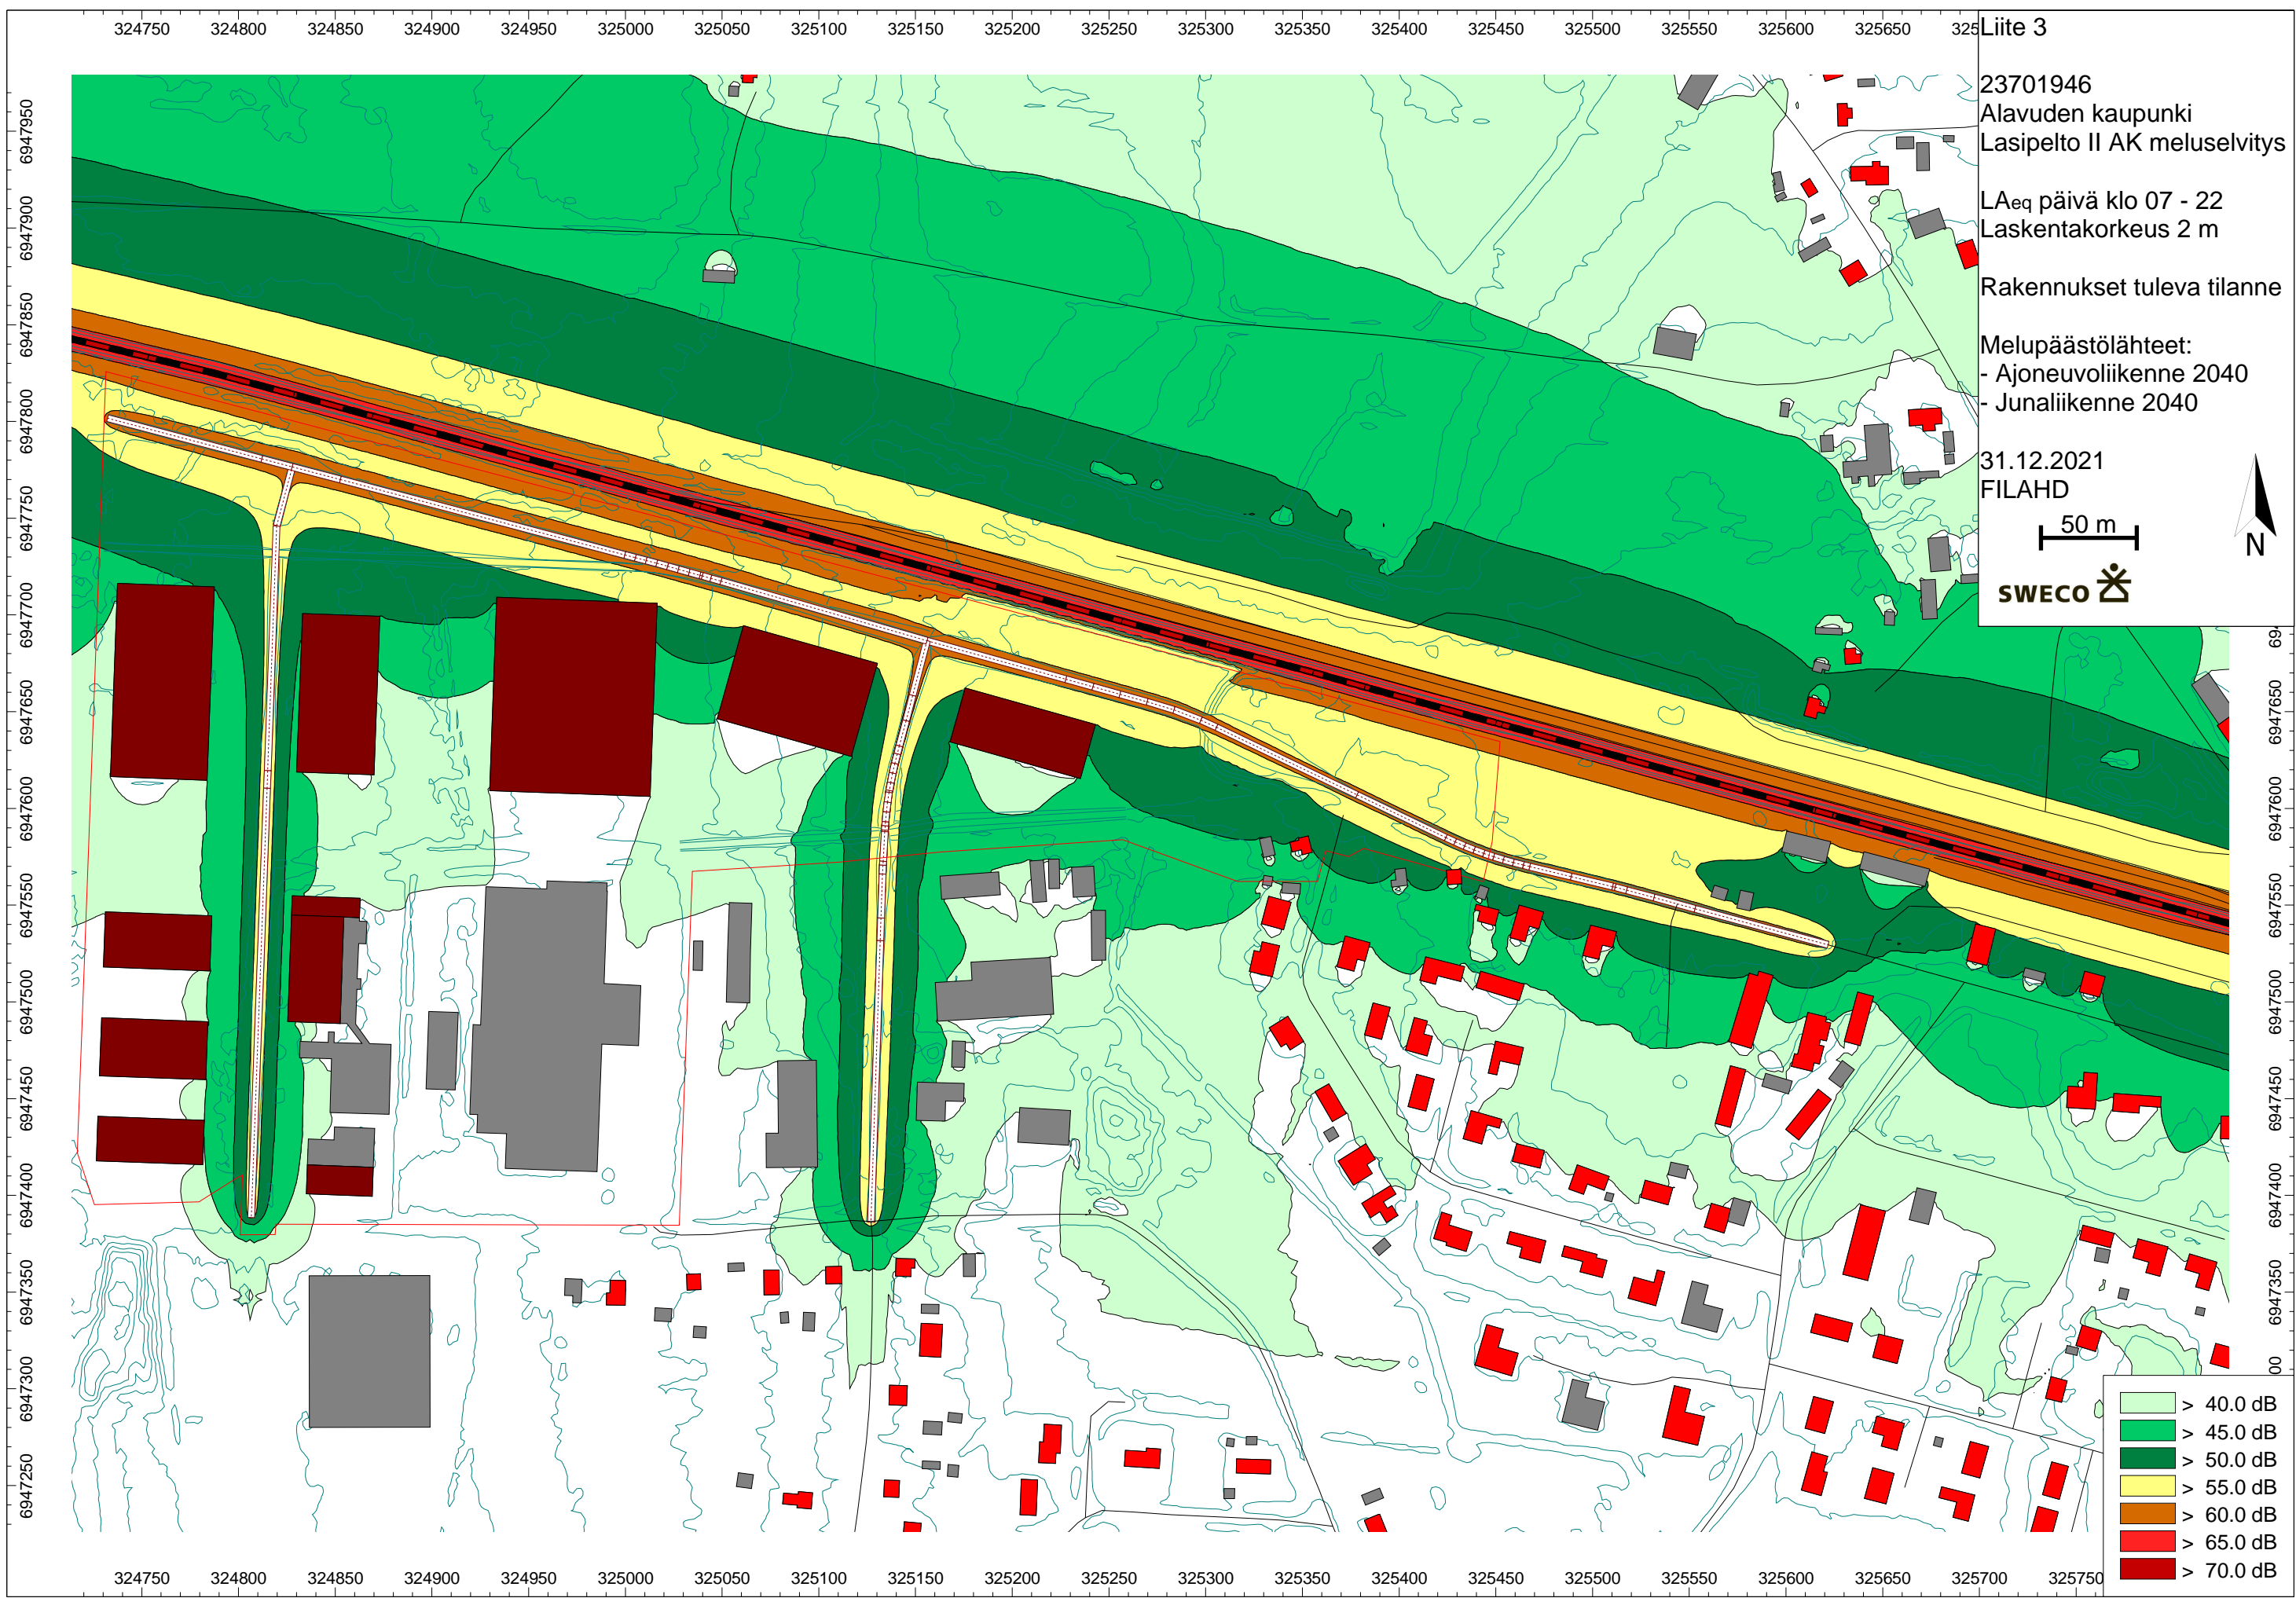 324750 324800 324850 324900 324950 325000 325050 325100 325150 325200 325250 325300 325350 325400 325450 325500 325550 325600 325650
Liite 3
23701946
Alavuden kaupunki
Lasipelto II AK meluselvitys
LAeq päivä klo 07 - 22
Laskentakorkeus 2 m
Rakennukset tuleva tilanne
Melupäästölähteet:
- Ajoneuvoliikenne 2040
- Junaliikenne 2040
31.12.2021
FILAHD
50 m
N
SWECO
6947950
6947900
6947850
6947800
6947750
6947700
6947650
6947600
6947550
6947500
6947450
6947400
6947350
6947300
6947250
6947650
6947600
6947550
6947500
6947450
6947400
6947350
> 40.0 dB
> 45.0 dB
> 50.0 dB
> 55.0 dB
> 60.0 dB
> 65.0 dB
> 70.0 dB
324750 324800 324850 324900 324950 325000 325050 325100 325150 325200 325250 325300 325350 325400 325450 325500 325550 325600 325650 325700 325750